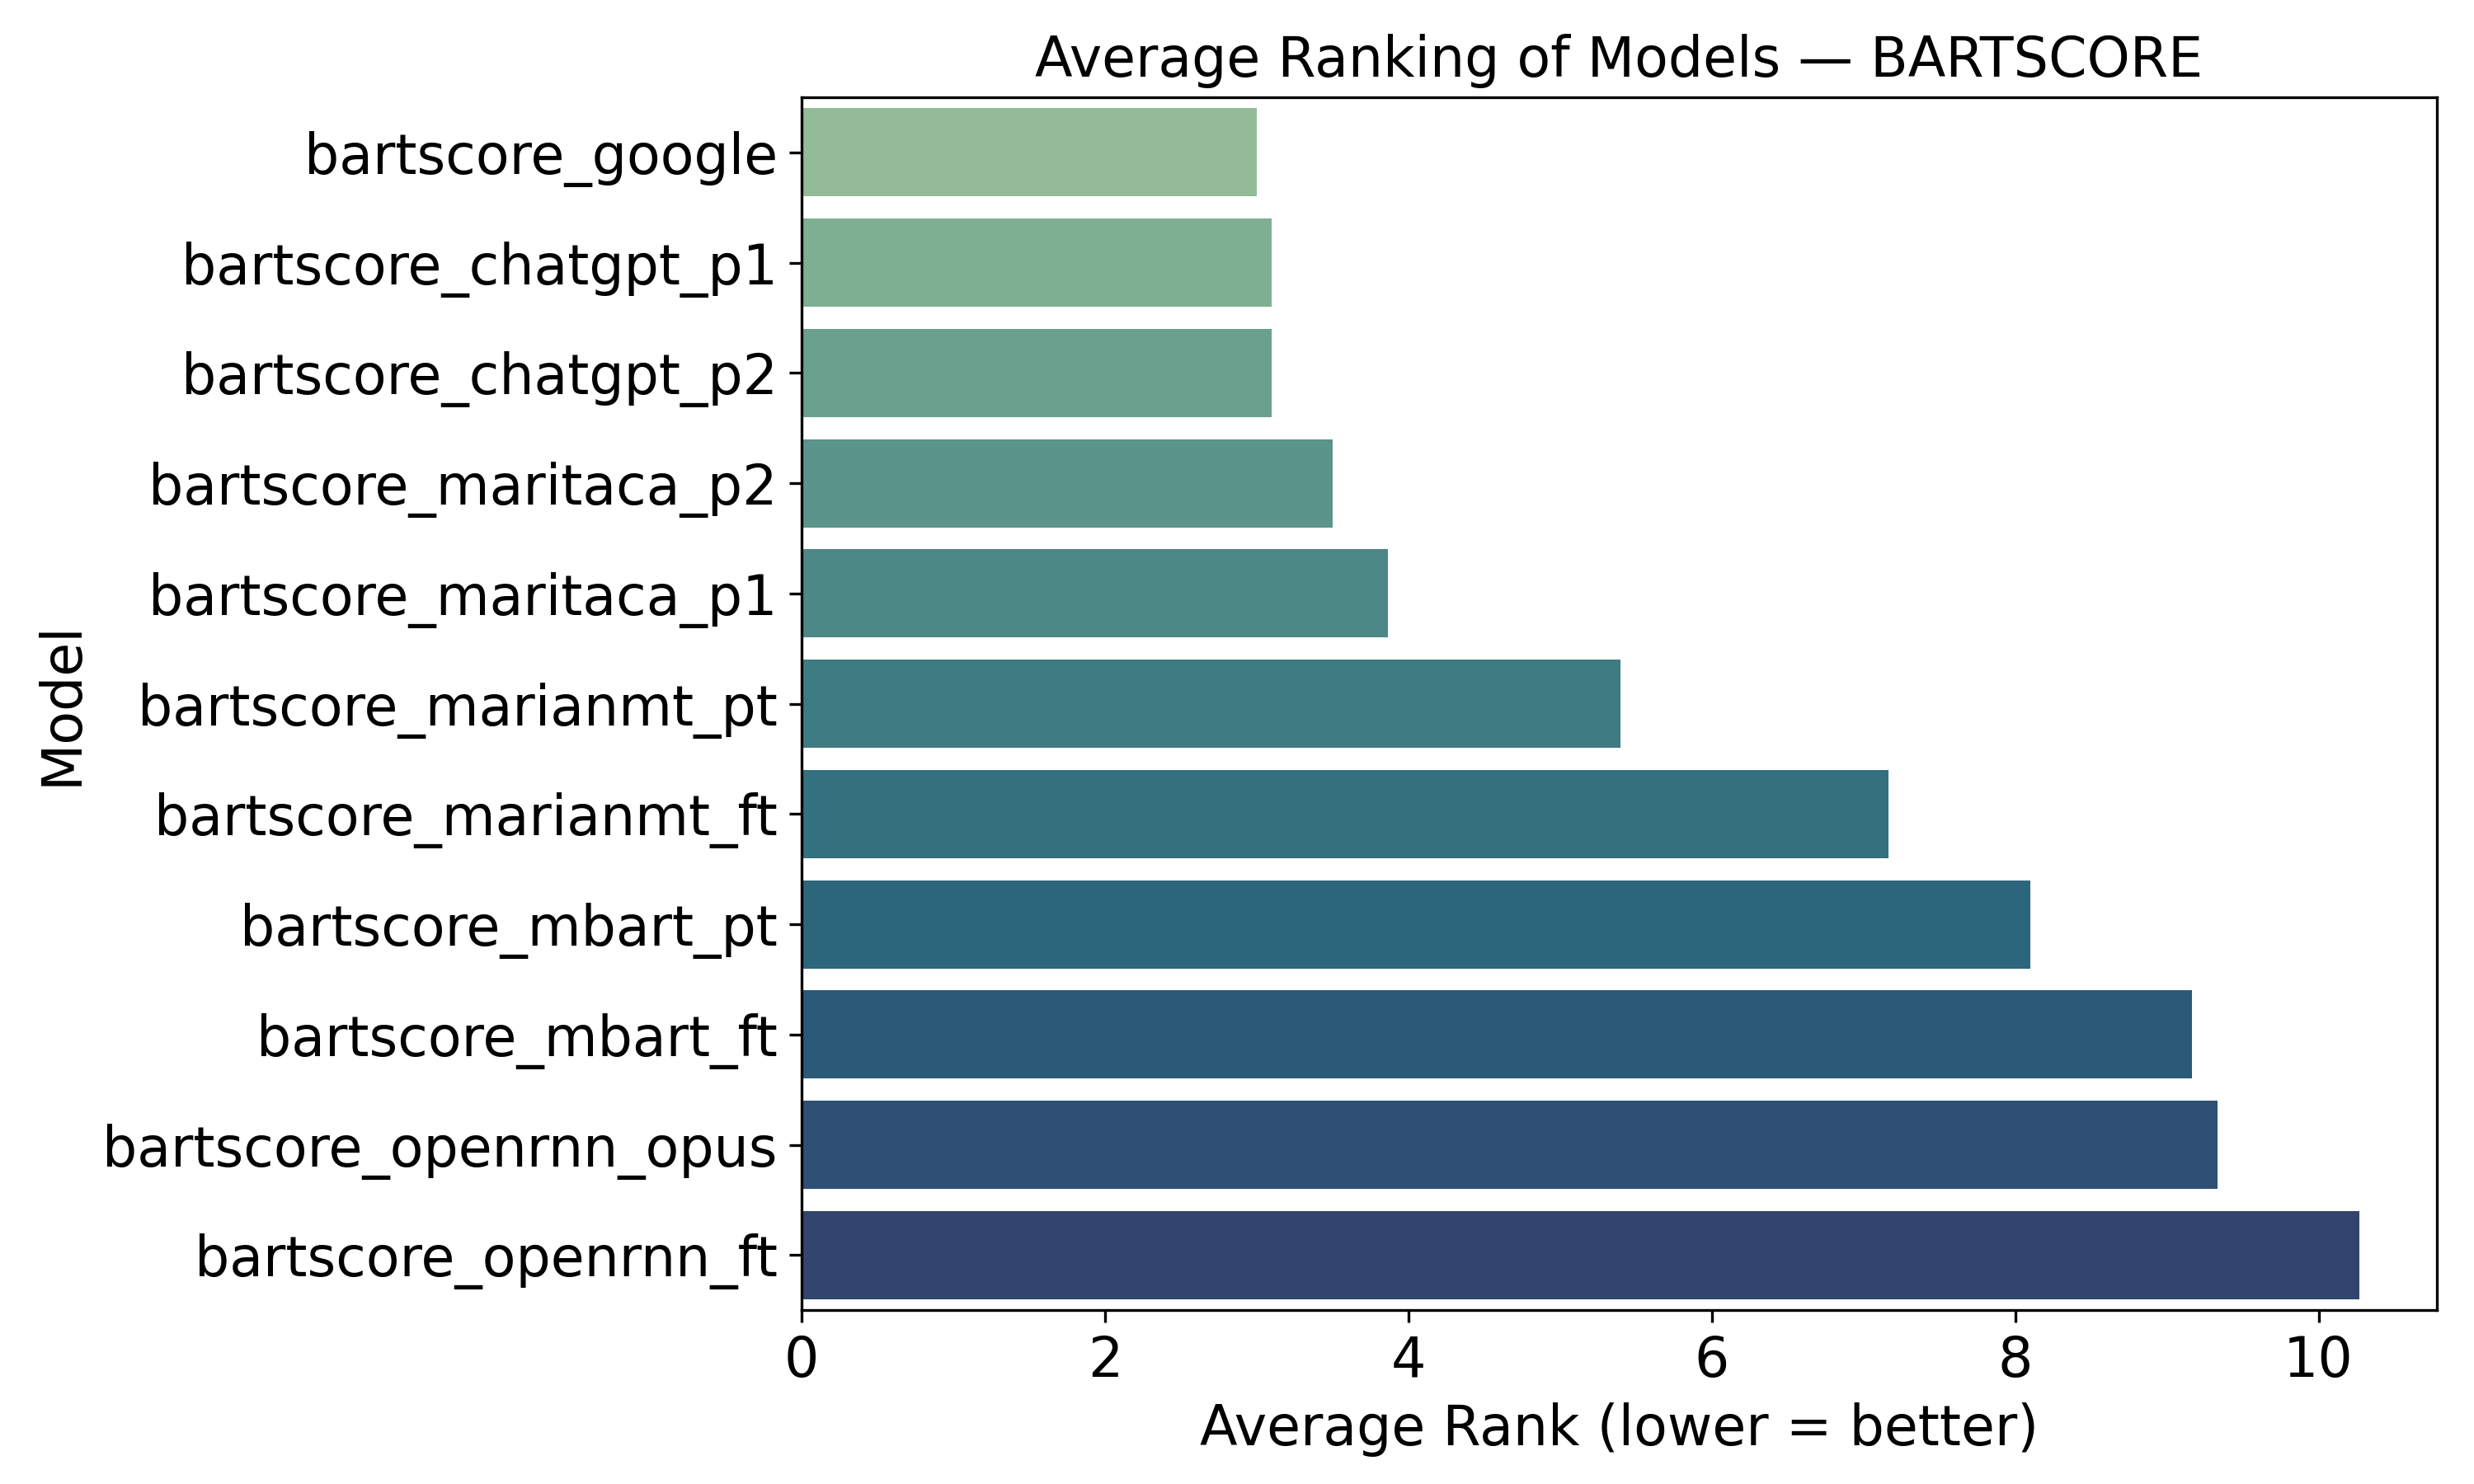 Average Ranking of Models — BARTSCORE
bartscore_google
bartscore_chatgpt_p1
bartscore_chatgpt_p2
bartscore_maritaca_p2
bartscore_maritaca_p1
bartscore_marianmt_pt
bartscore_marianmt_ft
bartscore_mbart_pt
bartscore_mbart_ft
bartscore_openrnn_opus
bartscore_openrnn_ft
Model
0 2 4 6 8 10
Average Rank (lower = better)